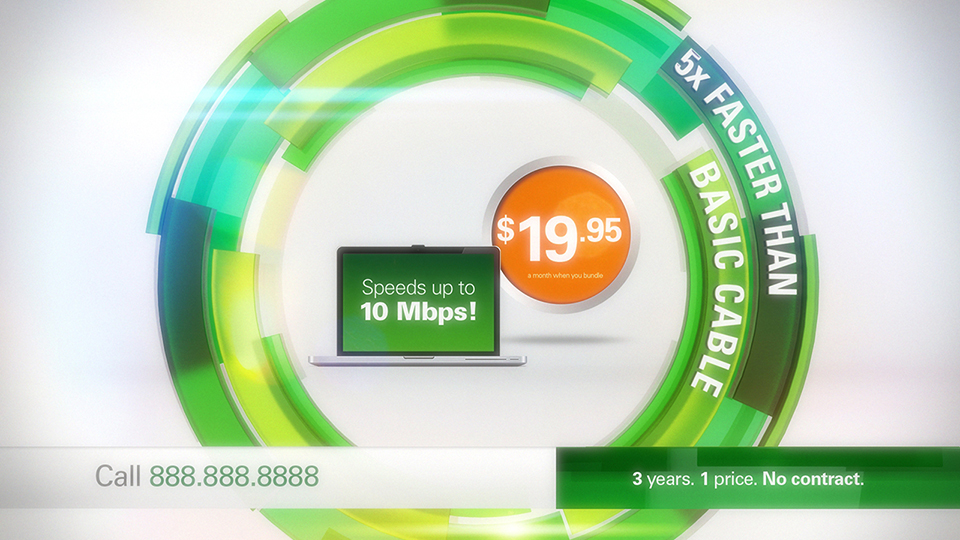 5x FASTER THAN
BASIC CABLE
$19.95
a month when you bundle
Speeds up to
10 Mbps!
Call 888.888.8888
3 years. 1 price. No contract.